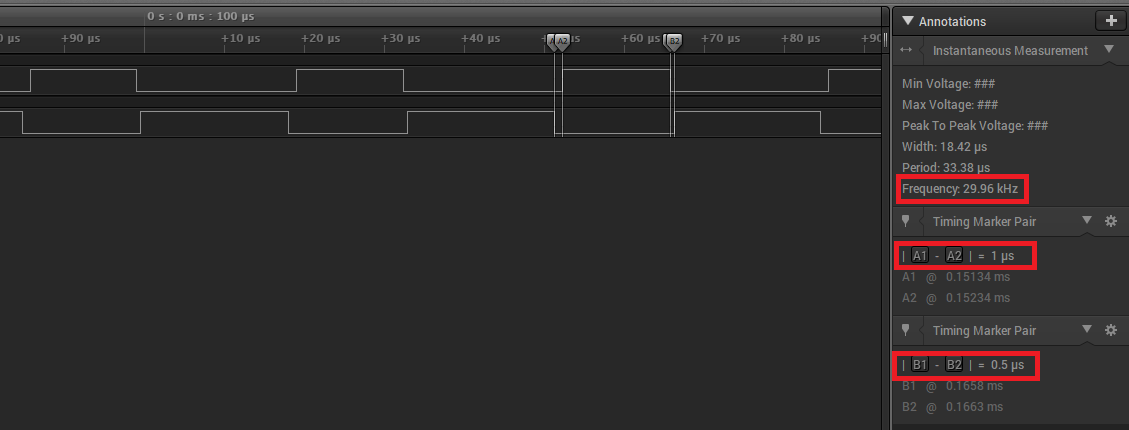 0 s : 0 ms : 100 µs
0 µs +90 µs +10 µs +20 µs +30 µs +40 µs +60 µs +70 µs +80 µs +90
A2 B2
Annotations +
Instantaneous Measurement
Min Voltage: ###
Max Voltage: ###
Peak To Peak Voltage: ###
Width: 18.42 µs
Period: 33.38 µs
Frequency: 29.96 kHz
Timing Marker Pair
| A1 - A2 | = 1 µs
A1 @ 0.15134 ms
A2 @ 0.15234 ms
Timing Marker Pair
| B1 - B2 | = 0.5 µs
B1 @ 0.1658 ms
B2 @ 0.1663 ms